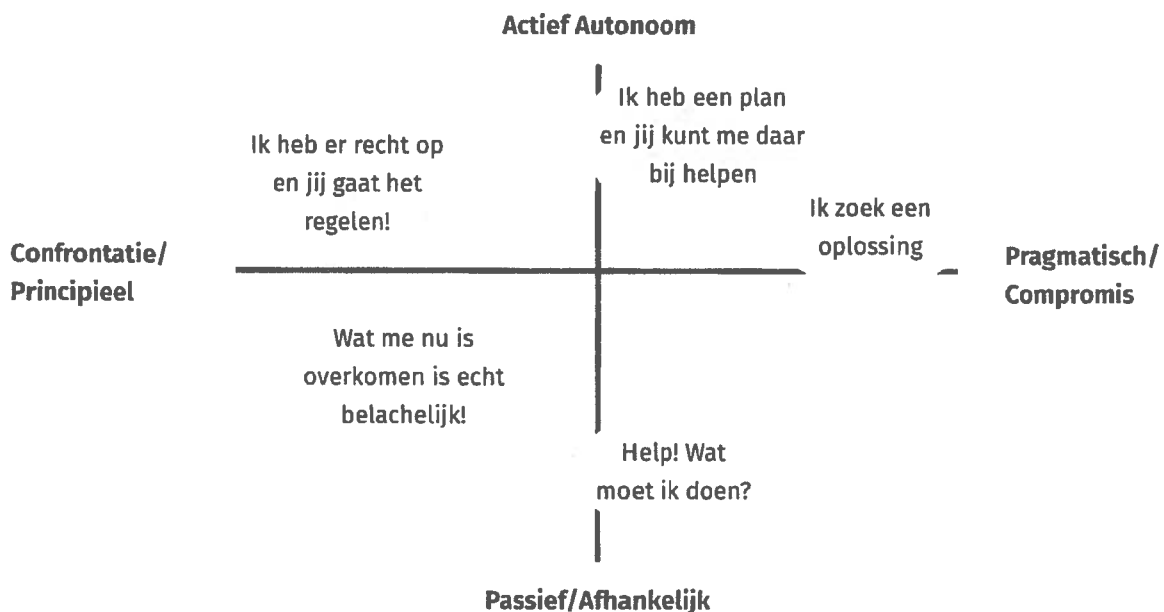 Actief Autonoom
Ik heb een plan
en jij kunt me daar
bij helpen
Ik heb er recht op
en jij gaat het
regelen!
Ik zoek een
oplossing
Confrontatie/
Principieel
Pragmatisch/
Compromis
Wat me nu is
overkomen is echt
belachelijk!
Help! Wat
moet ik doen?
Passief/Afhankelijk